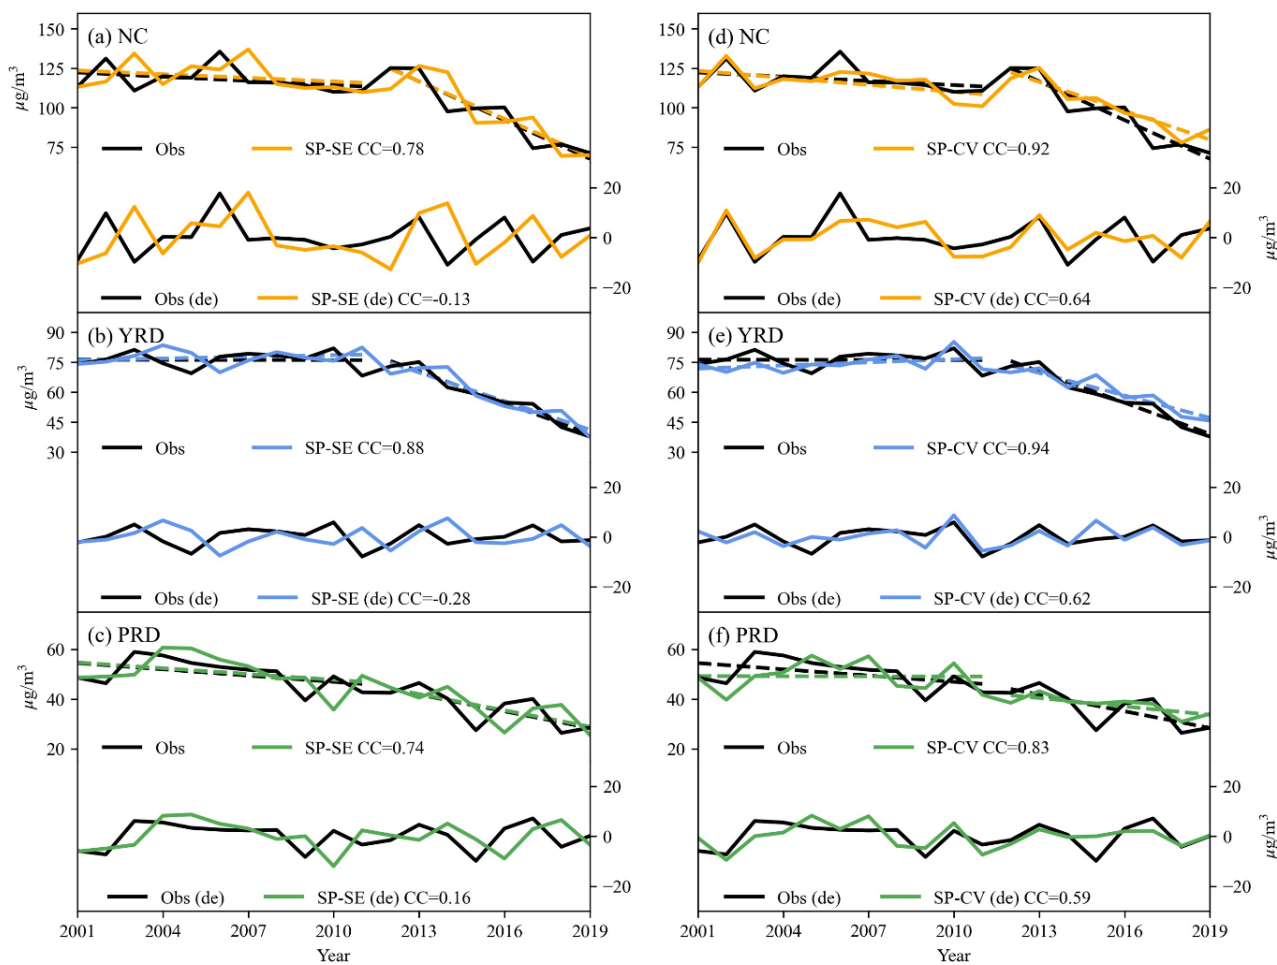 (a) NC
150
125
100
75
μg/m³
Obs
SP-SE CC=0.78
20
0
−20
Obs (de)
SP-SE (de) CC=-0.13
(b) YRD
90
75
60
45
30
μg/m³
Obs
SP-SE CC=0.88
20
0
−20
Obs (de)
SP-SE (de) CC=-0.28
(c) PRD
60
40
20
μg/m³
Obs
SP-SE CC=0.74
20
0
−20
Obs (de)
SP-SE (de) CC=0.16
2001 2004 2007 2010 2013 2016 2019
Year
(d) NC
150
125
100
75
Obs
SP-CV CC=0.92
20
0
−20
μg/m³
Obs (de)
SP-CV (de) CC=0.64
(e) YRD
90
75
60
45
30
Obs
SP-CV CC=0.94
20
0
−20
μg/m³
Obs (de)
SP-CV (de) CC=0.62
(f) PRD
60
40
20
Obs
SP-CV CC=0.83
20
0
−20
μg/m³
Obs (de)
SP-CV (de) CC=0.59
2001 2004 2007 2010 2013 2016 2019
Year